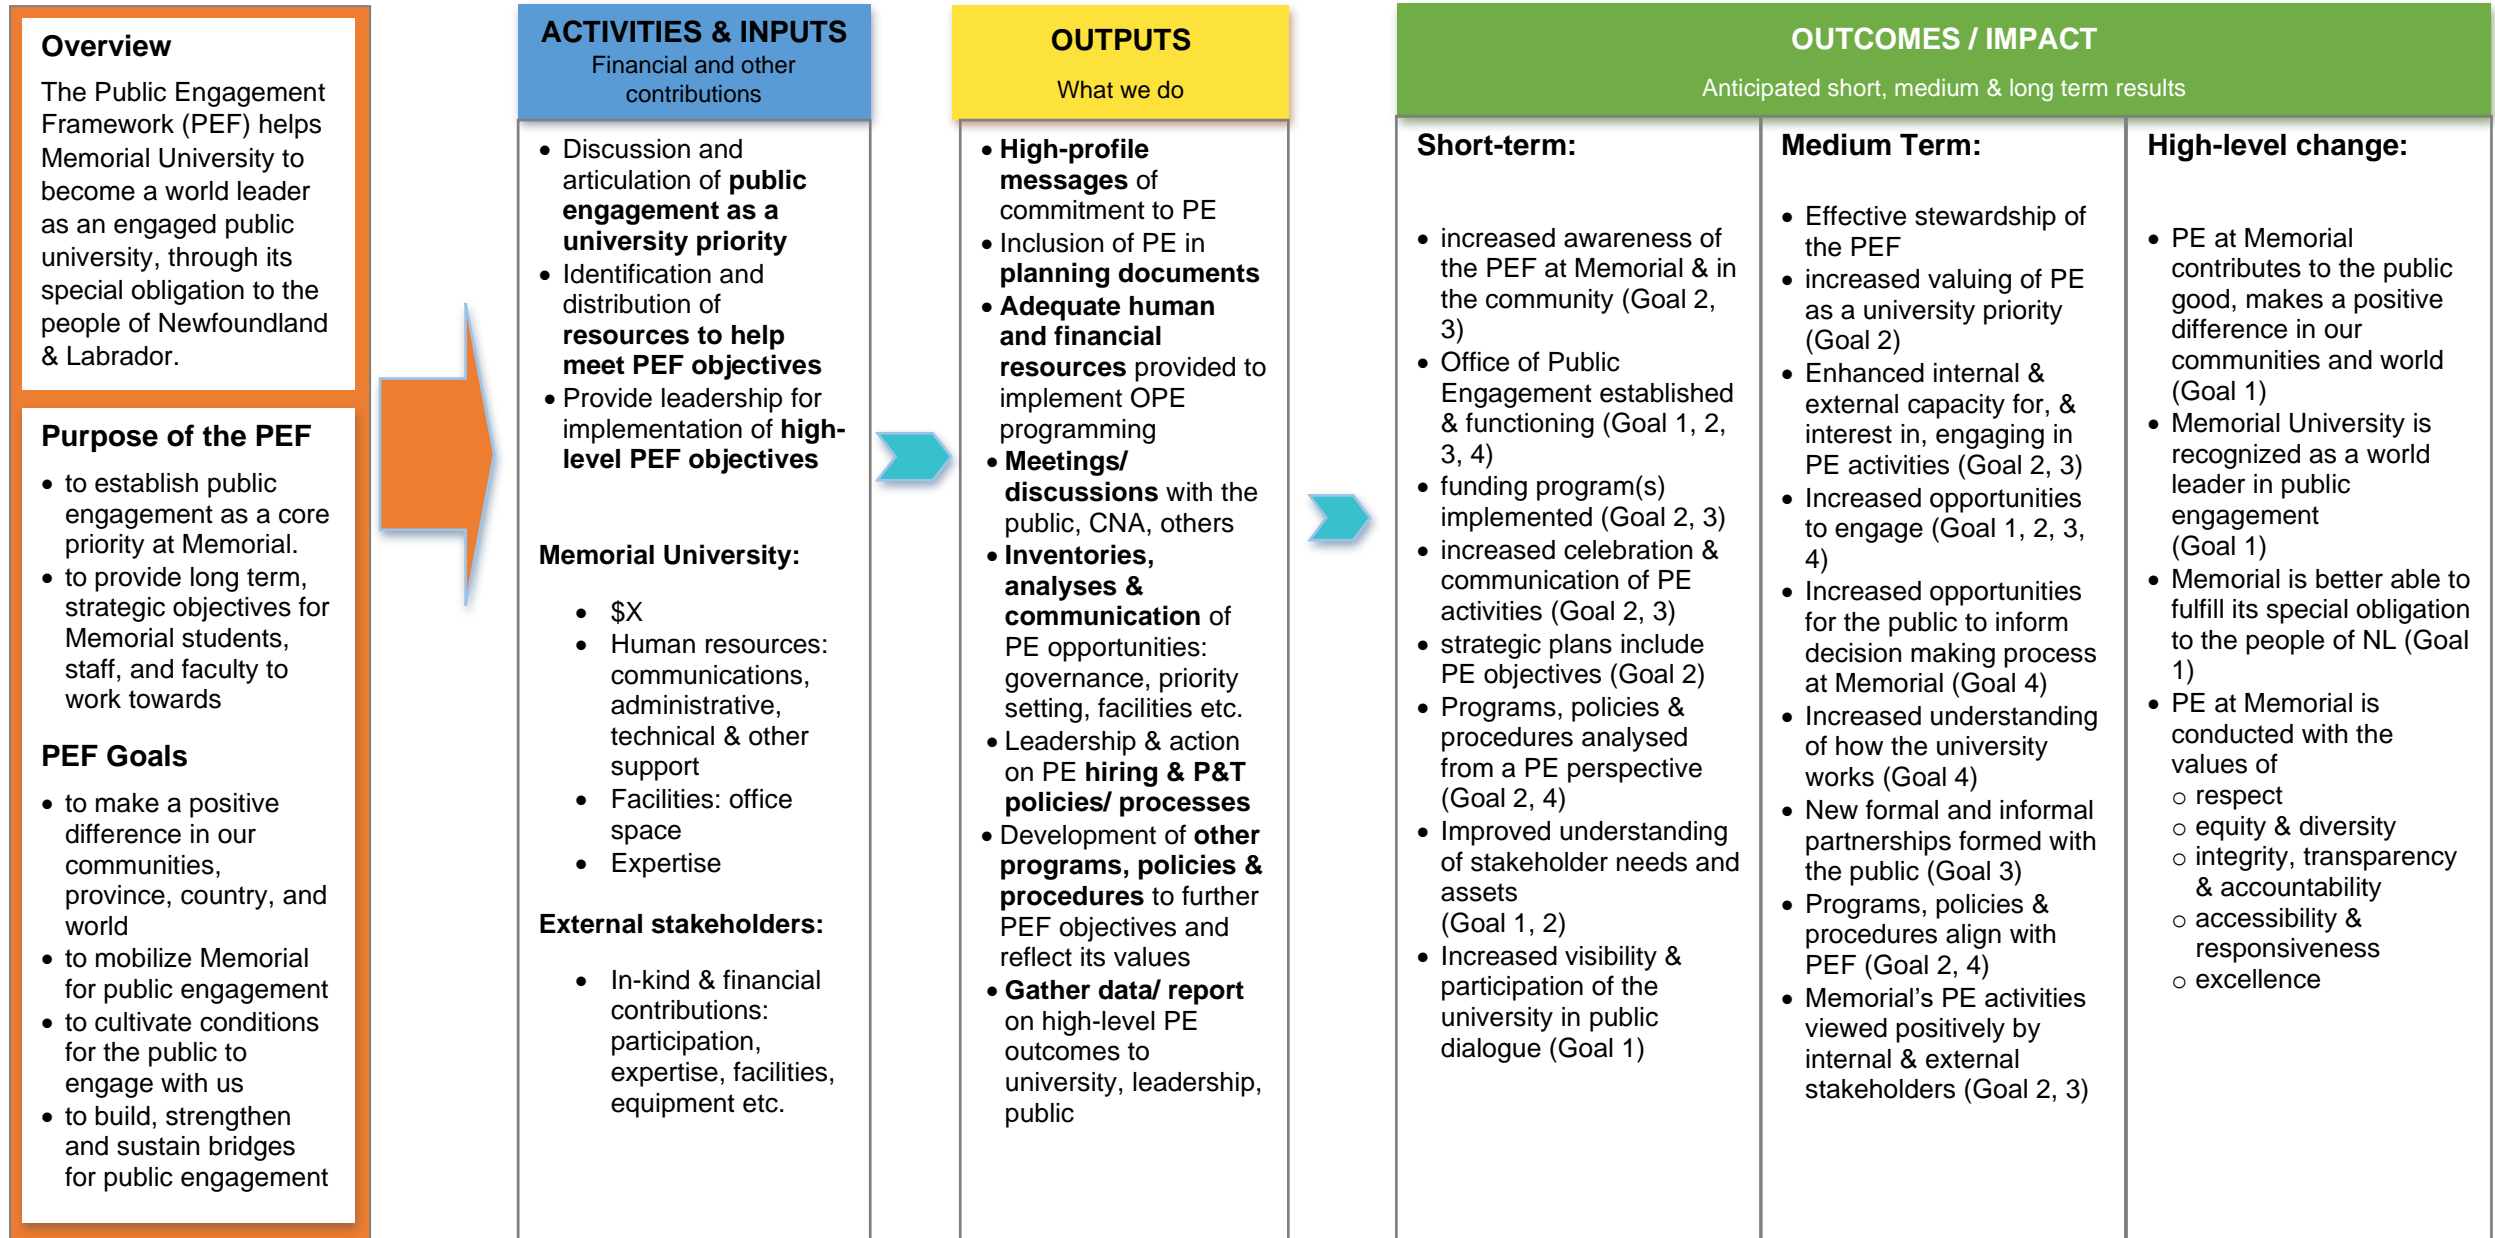 Overview
The Public Engagement
Framework (PEF) helps
Memorial University to
become a world leader
as an engaged public
university, through its
special obligation to the
people of Newfoundland
& Labrador.
Purpose of the PEF
• to establish public
engagement as a core
priority at Memorial.
• to provide long term,
strategic objectives for
Memorial students,
staff, and faculty to
work towards
PEF Goals
• to make a positive
difference in our
communities,
province, country, and
world
• to mobilize Memorial
for public engagement
• to cultivate conditions
for the public to
engage with us
• to build, strengthen
and sustain bridges
for public engagement
ACTIVITIES & INPUTS
Financial and other
contributions
• Discussion and
articulation of public
engagement as a
university priority
• Identification and
distribution of
resources to help
meet PEF objectives
• Provide leadership for
implementation of high-
level PEF objectives
Memorial University:
• $X
• Human resources:
communications,
administrative,
technical & other
support
• Facilities: office
space
• Expertise
External stakeholders:
• In-kind & financial
contributions:
participation,
expertise, facilities,
equipment etc.
OUTPUTS
What we do
• High-profile
messages of
commitment to PE
• Inclusion of PE in
planning documents
• Adequate human
and financial
resources provided to
implement OPE
programming
• Meetings/
discussions with the
public, CNA, others
• Inventories,
analyses &
communication of
PE opportunities:
governance, priority
setting, facilities etc.
• Leadership & action
on PE hiring & P&T
policies/ processes
• Development of other
programs, policies &
procedures to further
PEF objectives and
reflect its values
• Gather data/ report
on high-level PE
outcomes to
university, leadership,
public
OUTCOMES / IMPACT
Anticipated short, medium & long term results
Short-term:
• increased awareness of
the PEF at Memorial & in
the community (Goal 2,
3)
• Office of Public
Engagement established
& functioning (Goal 1, 2,
3, 4)
• funding program(s)
implemented (Goal 2, 3)
• increased celebration &
communication of PE
activities (Goal 2, 3)
• strategic plans include
PE objectives (Goal 2)
• Programs, policies &
procedures analysed
from a PE perspective
(Goal 2, 4)
• Improved understanding
of stakeholder needs and
assets
(Goal 1, 2)
• Increased visibility &
participation of the
university in public
dialogue (Goal 1)
Medium Term:
• Effective stewardship of
the PEF
• increased valuing of PE
as a university priority
(Goal 2)
• Enhanced internal &
external capacity for, &
interest in, engaging in
PE activities (Goal 2, 3)
• Increased opportunities
to engage (Goal 1, 2, 3,
4)
• Increased opportunities
for the public to inform
decision making process
at Memorial (Goal 4)
• Increased understanding
of how the university
works (Goal 4)
• New formal and informal
partnerships formed with
the public (Goal 3)
• Programs, policies &
procedures align with
PEF (Goal 2, 4)
• Memorial’s PE activities
viewed positively by
internal & external
stakeholders (Goal 2, 3)
High-level change:
• PE at Memorial
contributes to the public
good, makes a positive
difference in our
communities and world
(Goal 1)
• Memorial University is
recognized as a world
leader in public
engagement
(Goal 1)
• Memorial is better able to
fulfill its special obligation
to the people of NL (Goal
1)
• PE at Memorial is
conducted with the
values of
o respect
o equity & diversity
o integrity, transparency
& accountability
o accessibility &
responsiveness
o excellence